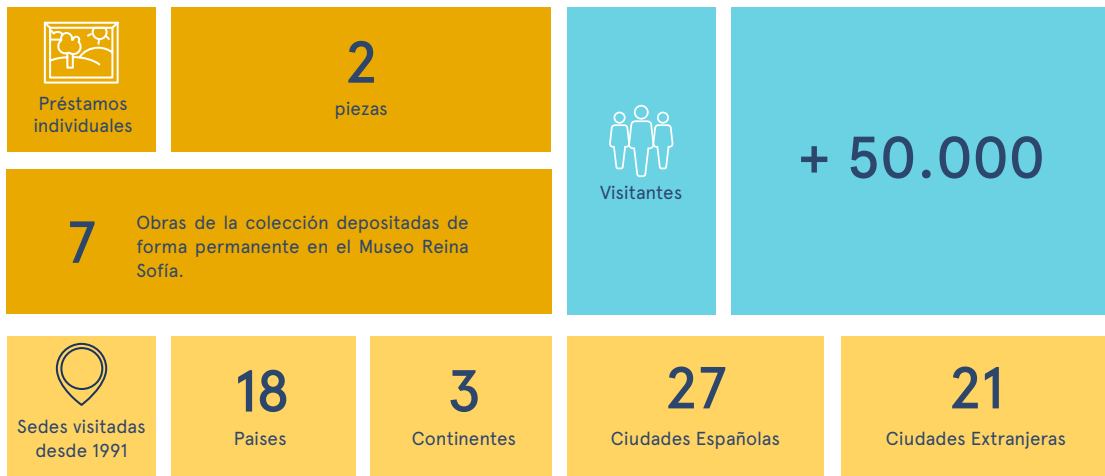 Préstamos
individuales
2
piezas
7
Obras de la colección depositadas de
forma permanente en el Museo Reina
Sofía.
Visitantes
+ 50.000
Sedes visitadas
desde 1991
18
Paises
3
Continentes
27
Ciudades Españolas
21
Ciudades Extranjeras